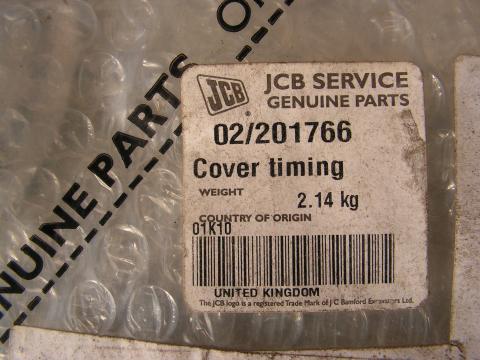 JCB
JCB SERVICE
GENUINE PARTS
02/201766
Cover timing
WEIGHT
2.14 kg
COUNTRY OF ORIGIN
01K10
UNITED KINGDOM
The JCB logo is a registered Trade Mark of J C Bamford Excavators Ltd.
GENUINE PARTS